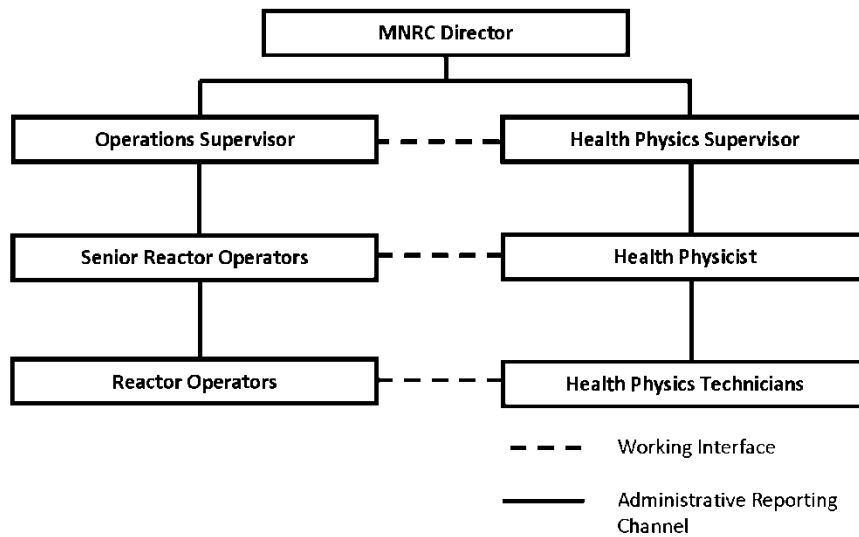 MNRC Director
Operations Supervisor
Health Physics Supervisor
Senior Reactor Operators
Health Physicist
Reactor Operators
Health Physics Technicians
Working Interface
Administrative Reporting
Channel